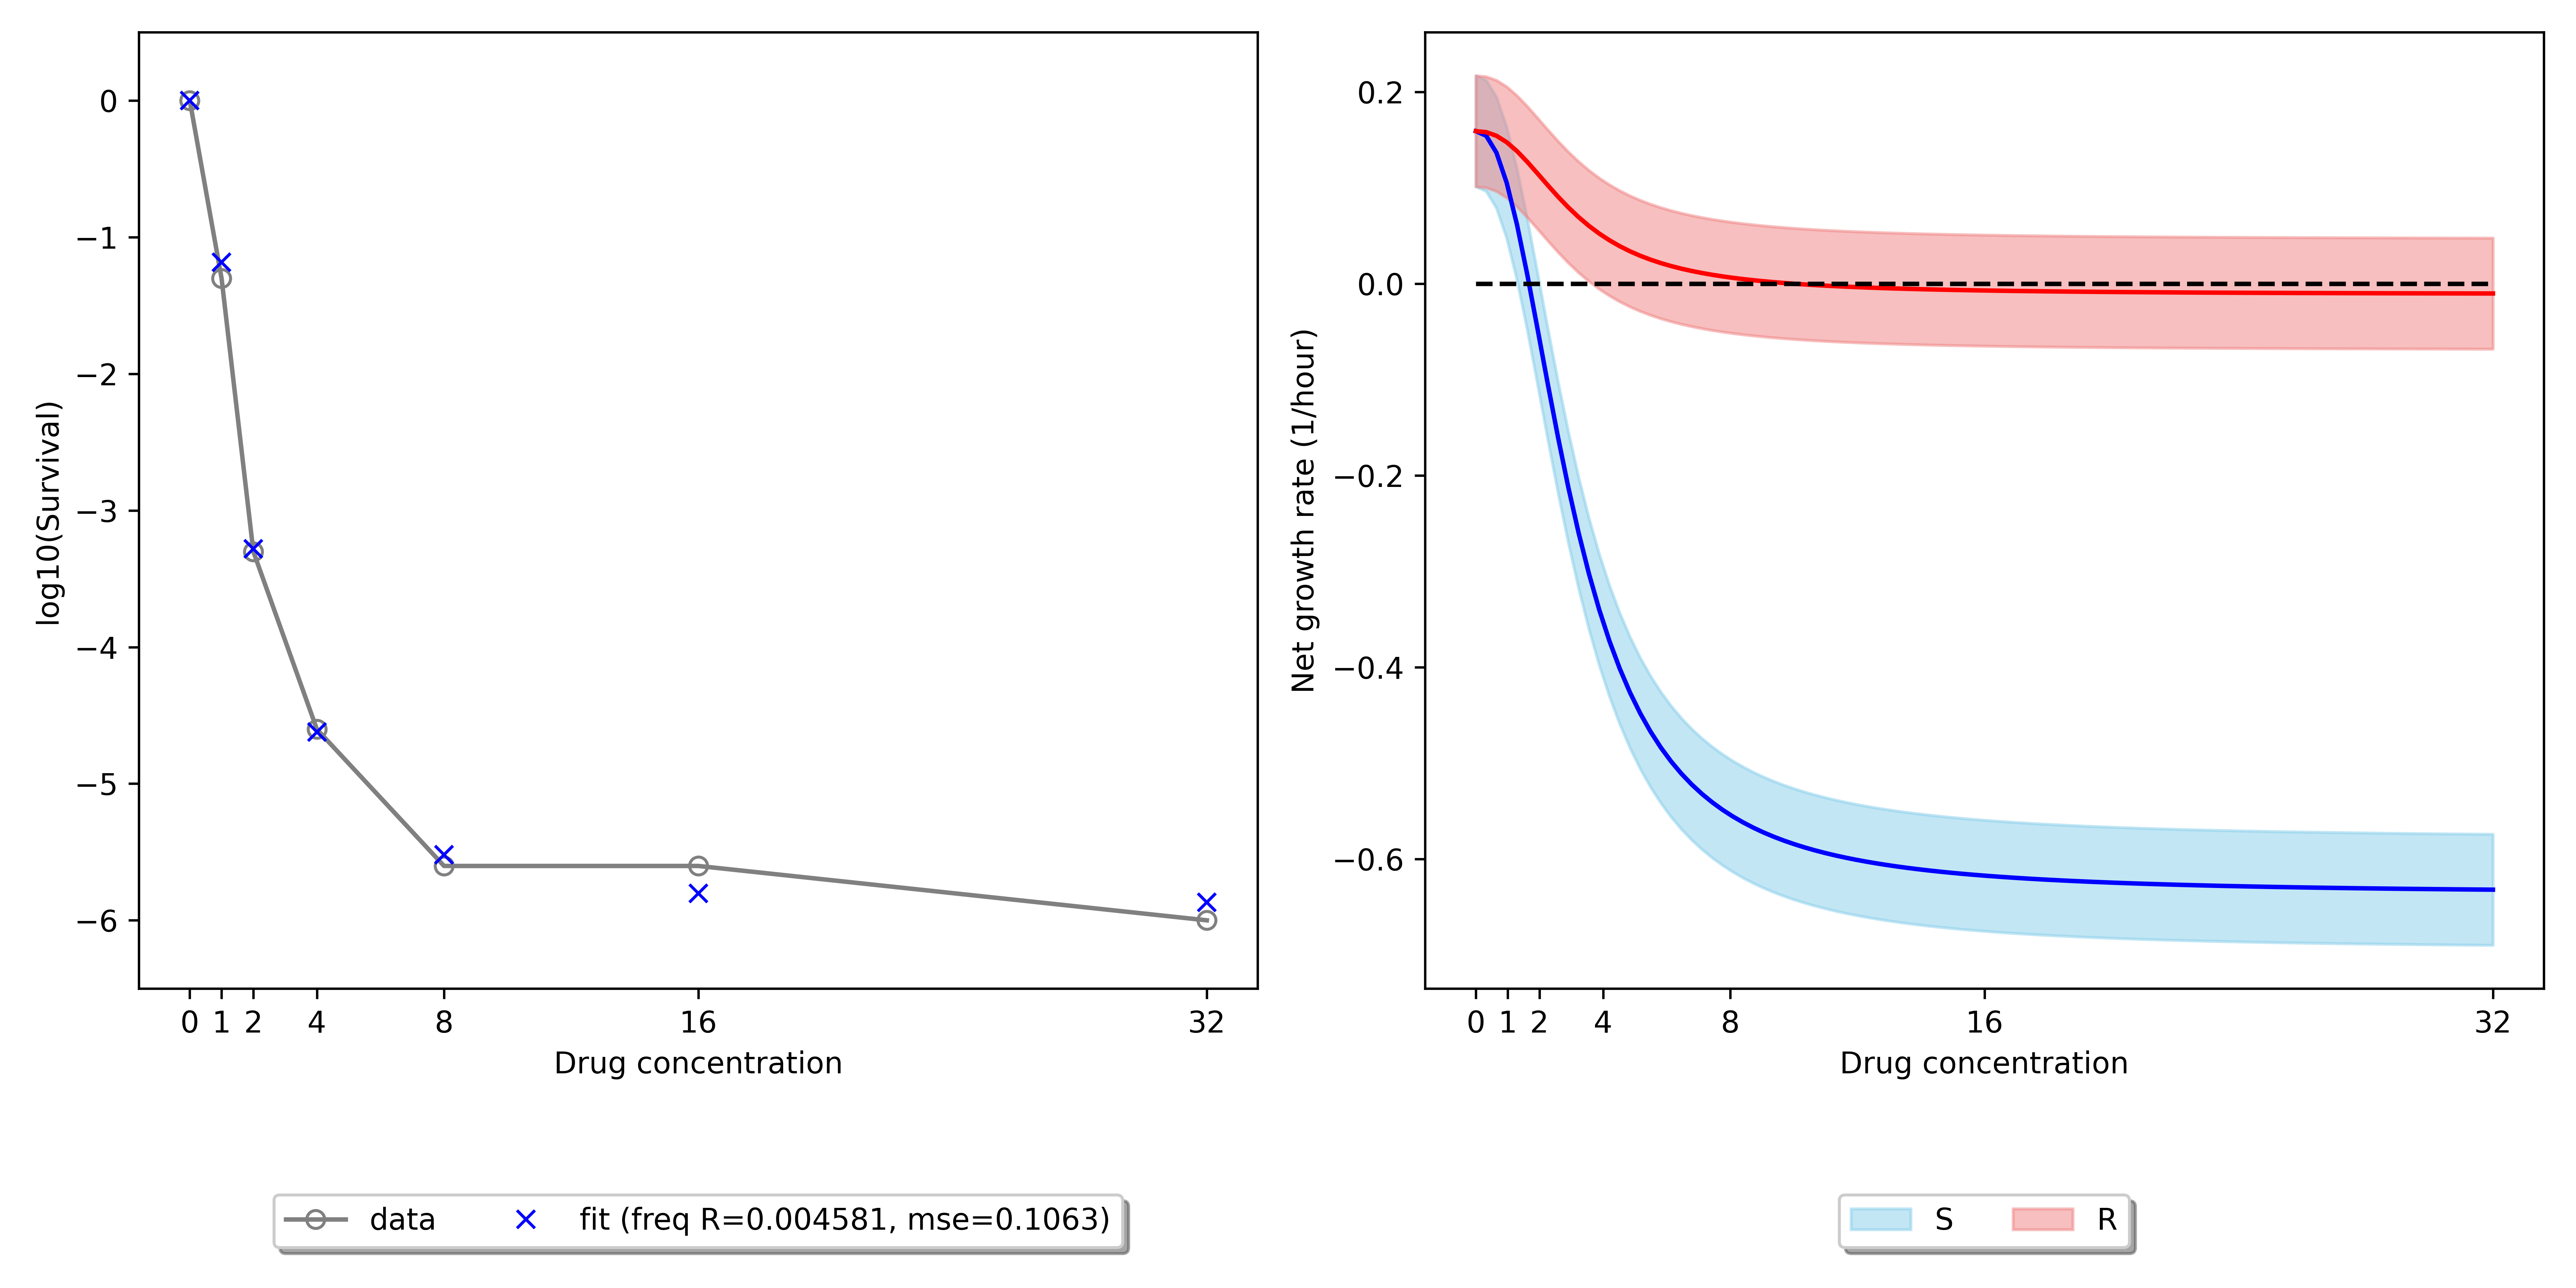 log10(Survival)
0
−1
−2
−3
−4
−5
−6
0 1 2 4 8 16 32
Drug concentration
data fit (freq R=0.004581, mse=0.1063)
Net growth rate (1/hour)
0.2
0.0
−0.2
−0.4
−0.6
0 1 2 4 8 16 32
Drug concentration
S R